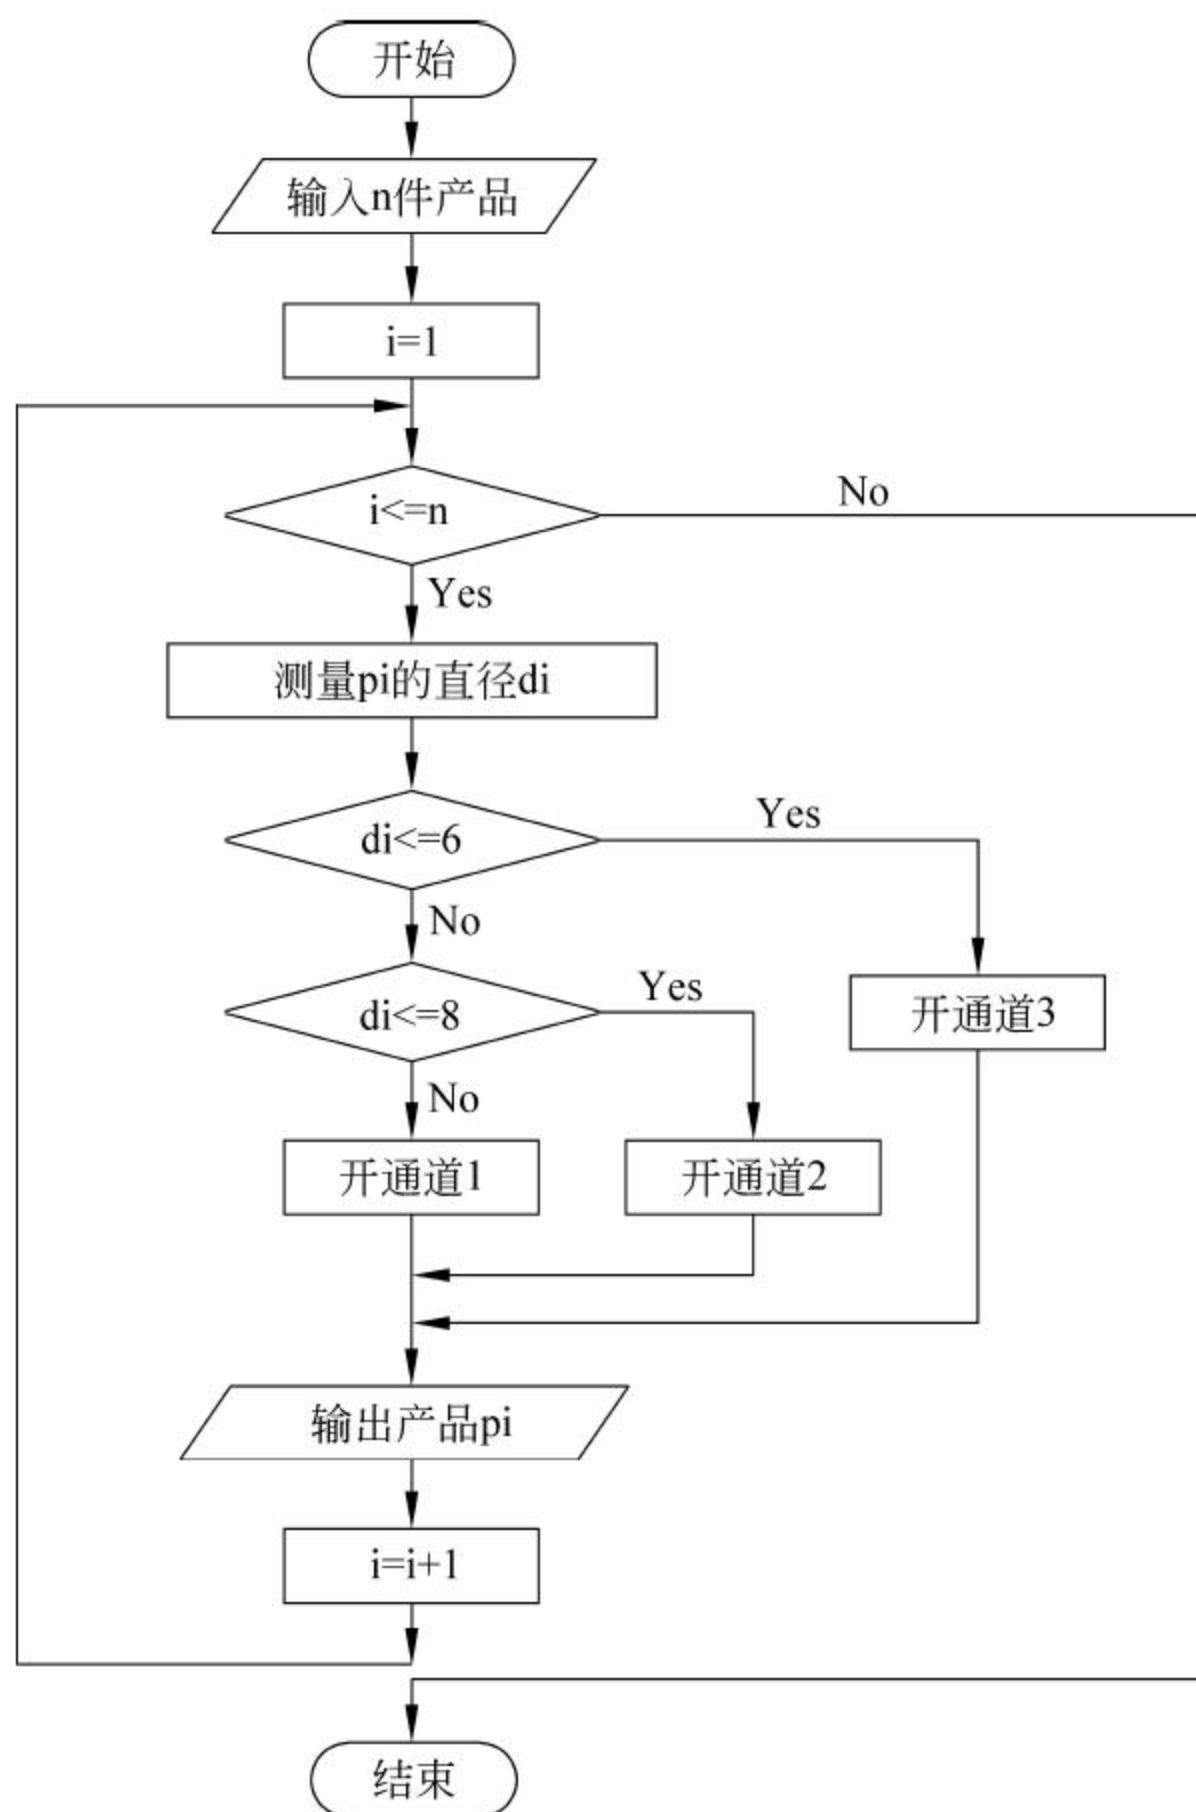 开始
输入n件产品
i=1
i<=n
No
Yes
测量pi的直径di
di<=6
Yes
No
di<=8
Yes
开通道3
No
开通道1
开通道2
输出产品pi
i=i+1
结束